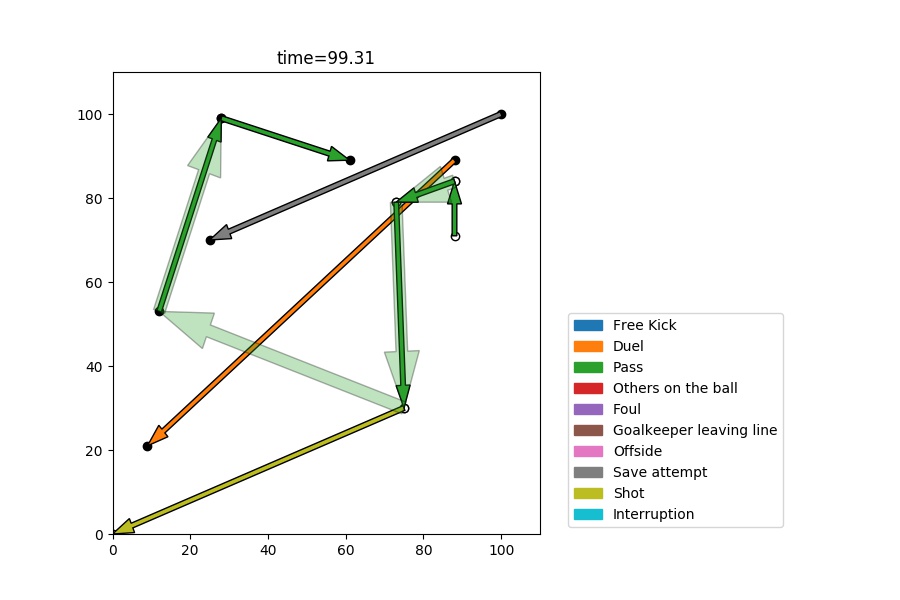 time=99.31
100
80
60
40
20
0
0 20 40 60 80 100
Free Kick
Duel
Pass
Others on the ball
Foul
Goalkeeper leaving line
Offside
Save attempt
Shot
Interruption